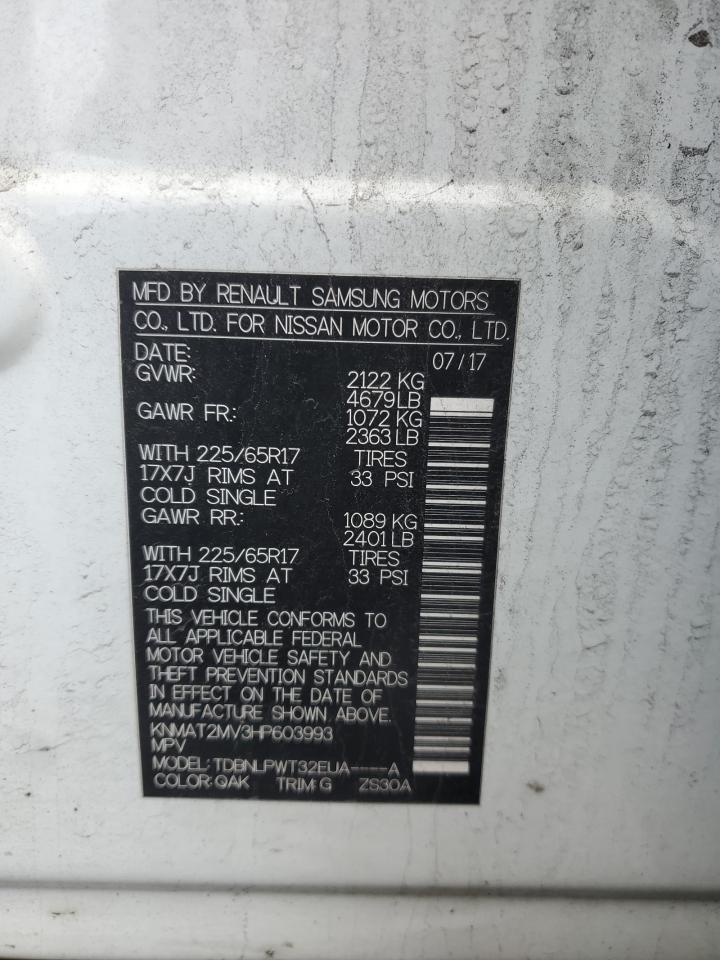 MFD BY RENAULT SAMSUNG MOTORS
CO., LTD. FOR NISSAN MOTOR CO., LTD.
DATE: 07/17
GVWR: 2122 KG
4679LB
GAWR FR.: 1072 KG
2363 LB
WITH 225/65R17 TIRES
17X7J RIMS AT 33 PSI
COLD SINGLE
GAWR RR.: 1089 KG
2401 LB
WITH 225/65R17 TIRES
17X7J RIMS AT 33 PSI
COLD SINGLE
THIS VEHICLE CONFORMS TO
ALL APPLICABLE FEDERAL
MOTOR VEHICLE SAFETY AND
THEFT PREVENTION STANDARDS
IN EFFECT ON THE DATE OF
MANUFACTURE SHOWN ABOVE.
KNMAT2MV3HP603993
MPV
MODEL: TDBNLPWT32EUA----A
COLOR: QAK TRIM: G ZS30A